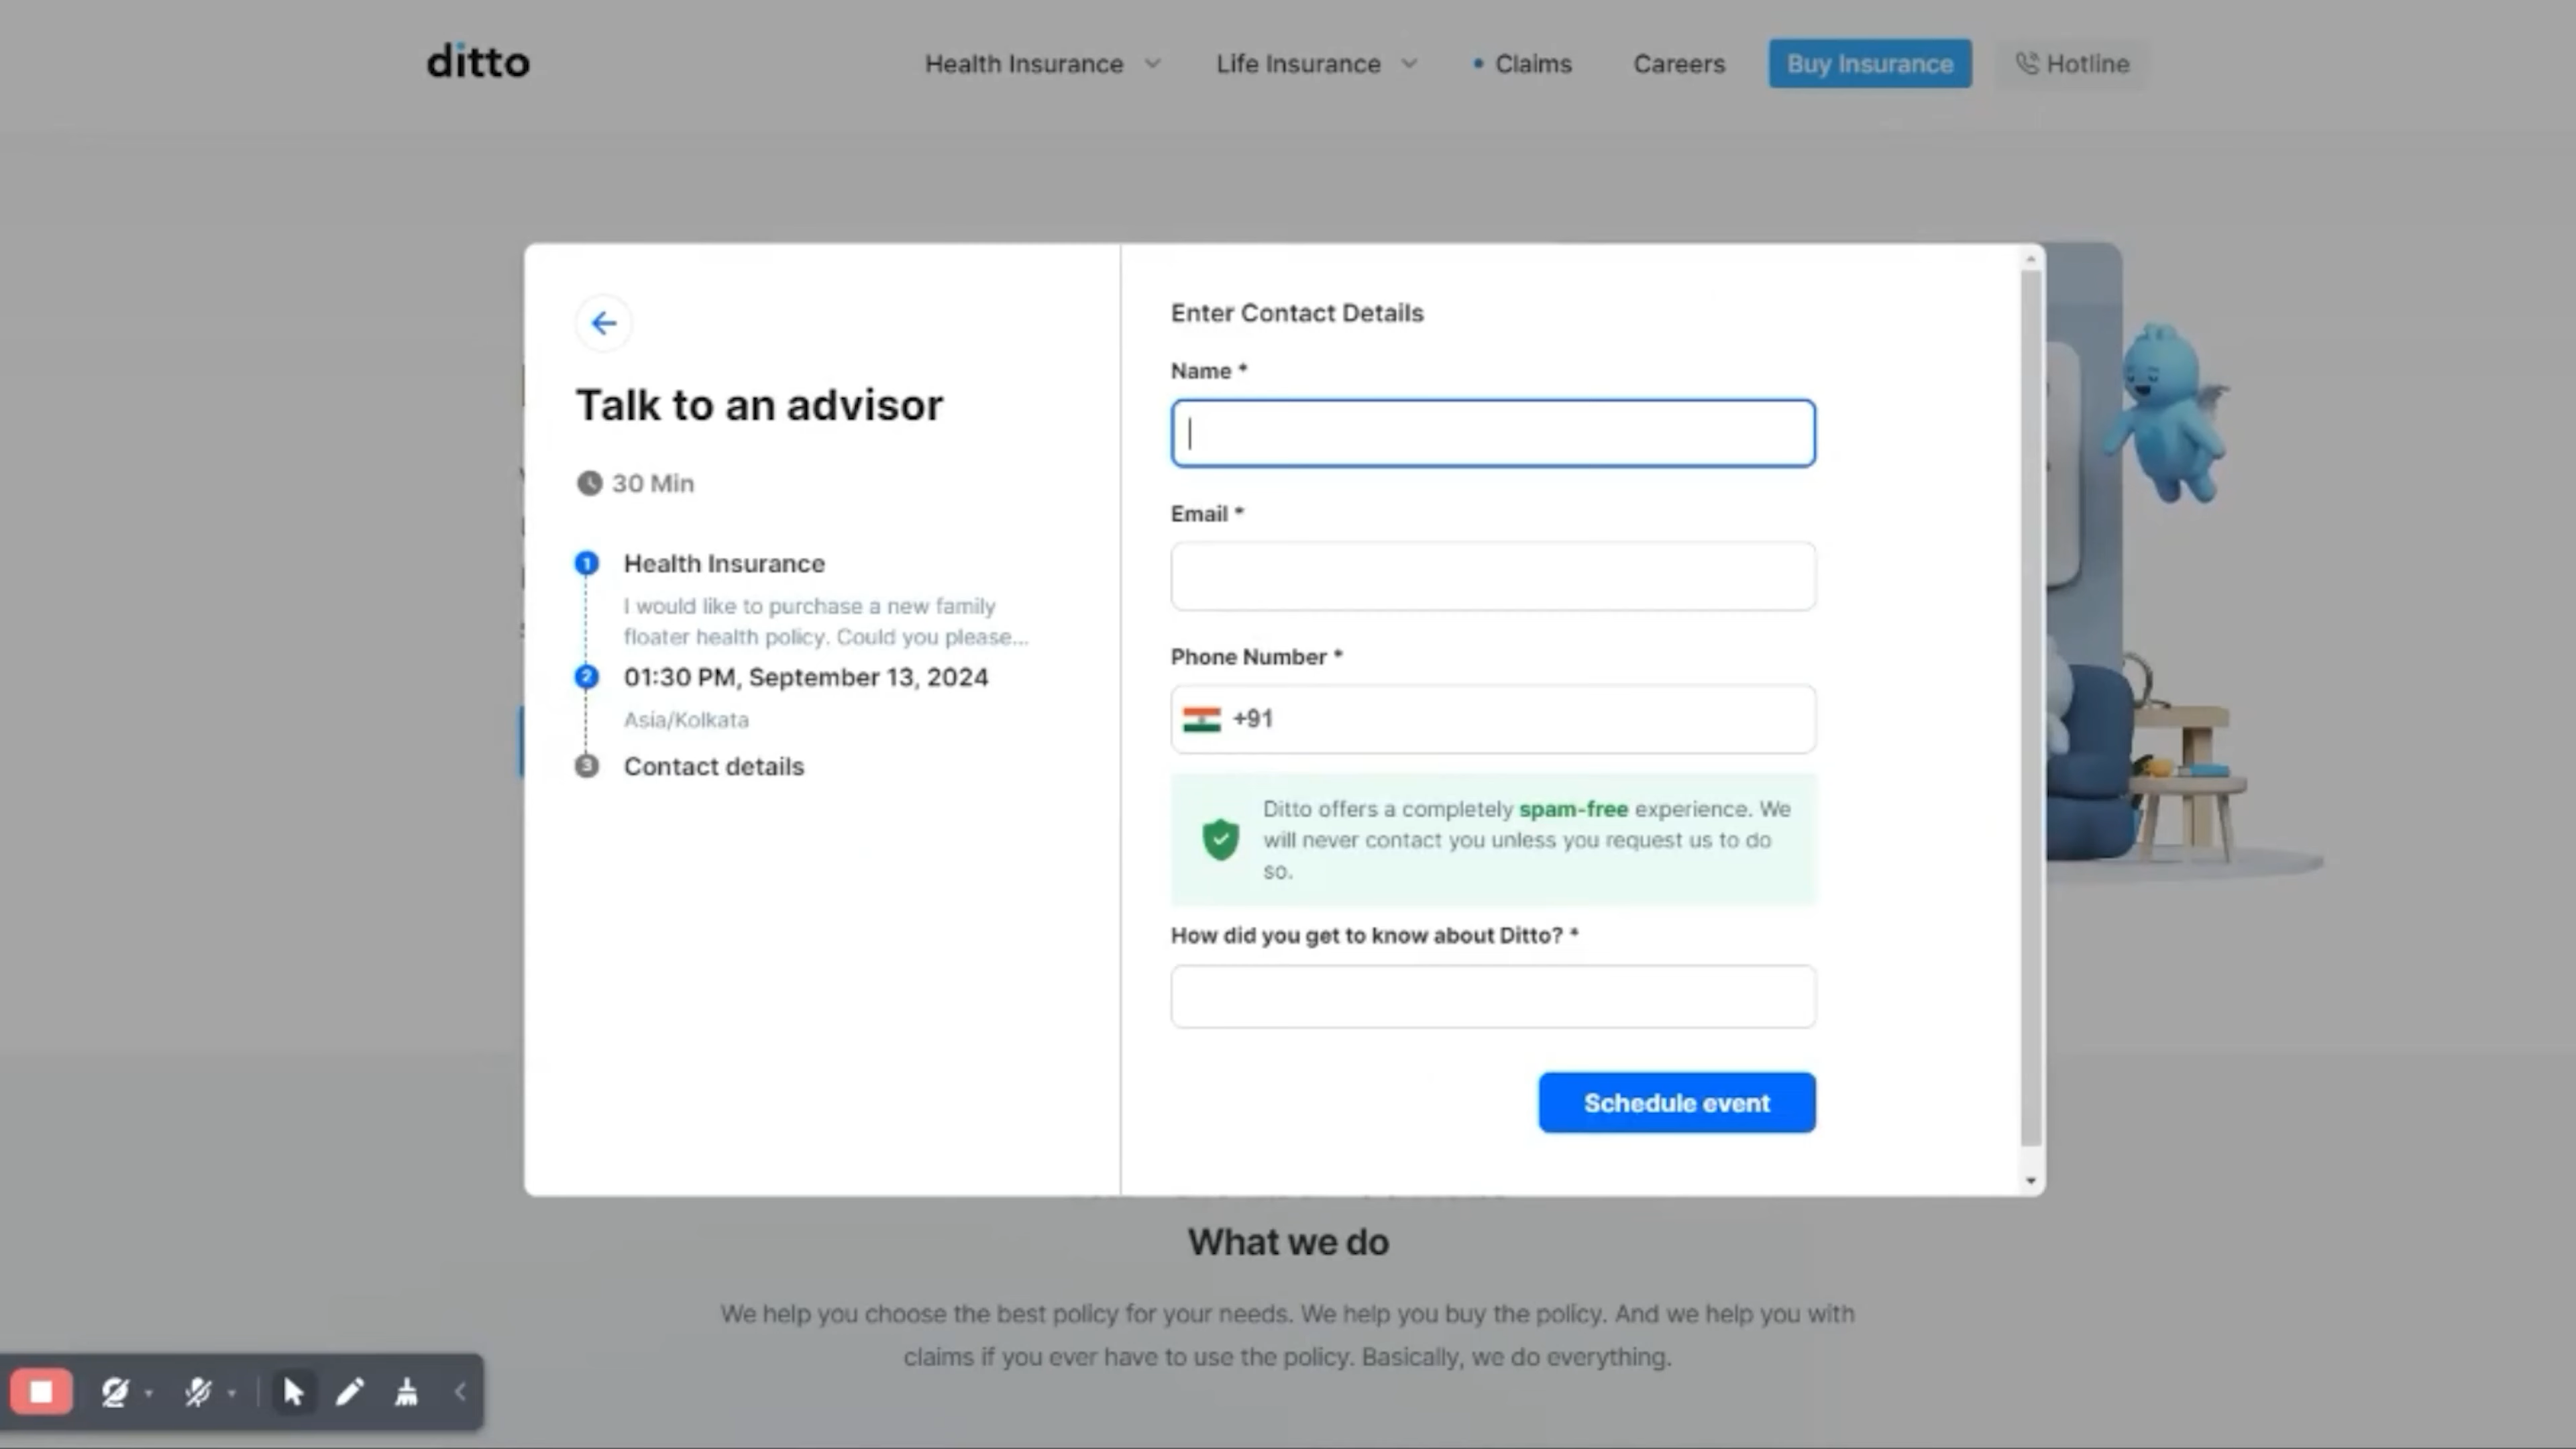 ditto
Health Insurance
Life Insurance
Claims
Careers
Buy Insurance
Hotline
Talk to an advisor
30 Min
1 Health Insurance
I would like to purchase a new family
floater health policy. Could you please...
2 01:30 PM, September 13, 2024
Asia/Kolkata
3 Contact details
Enter Contact Details
Name *
Email *
Phone Number *
+91
Ditto offers a completely spam-free experience. We
will never contact you unless you request us to do
so.
How did you get to know about Ditto? *
Schedule event
What we do
We help you choose the best policy for your needs. We help you buy the policy. And we help you with
claims if you ever have to use the policy. Basically, we do everything.